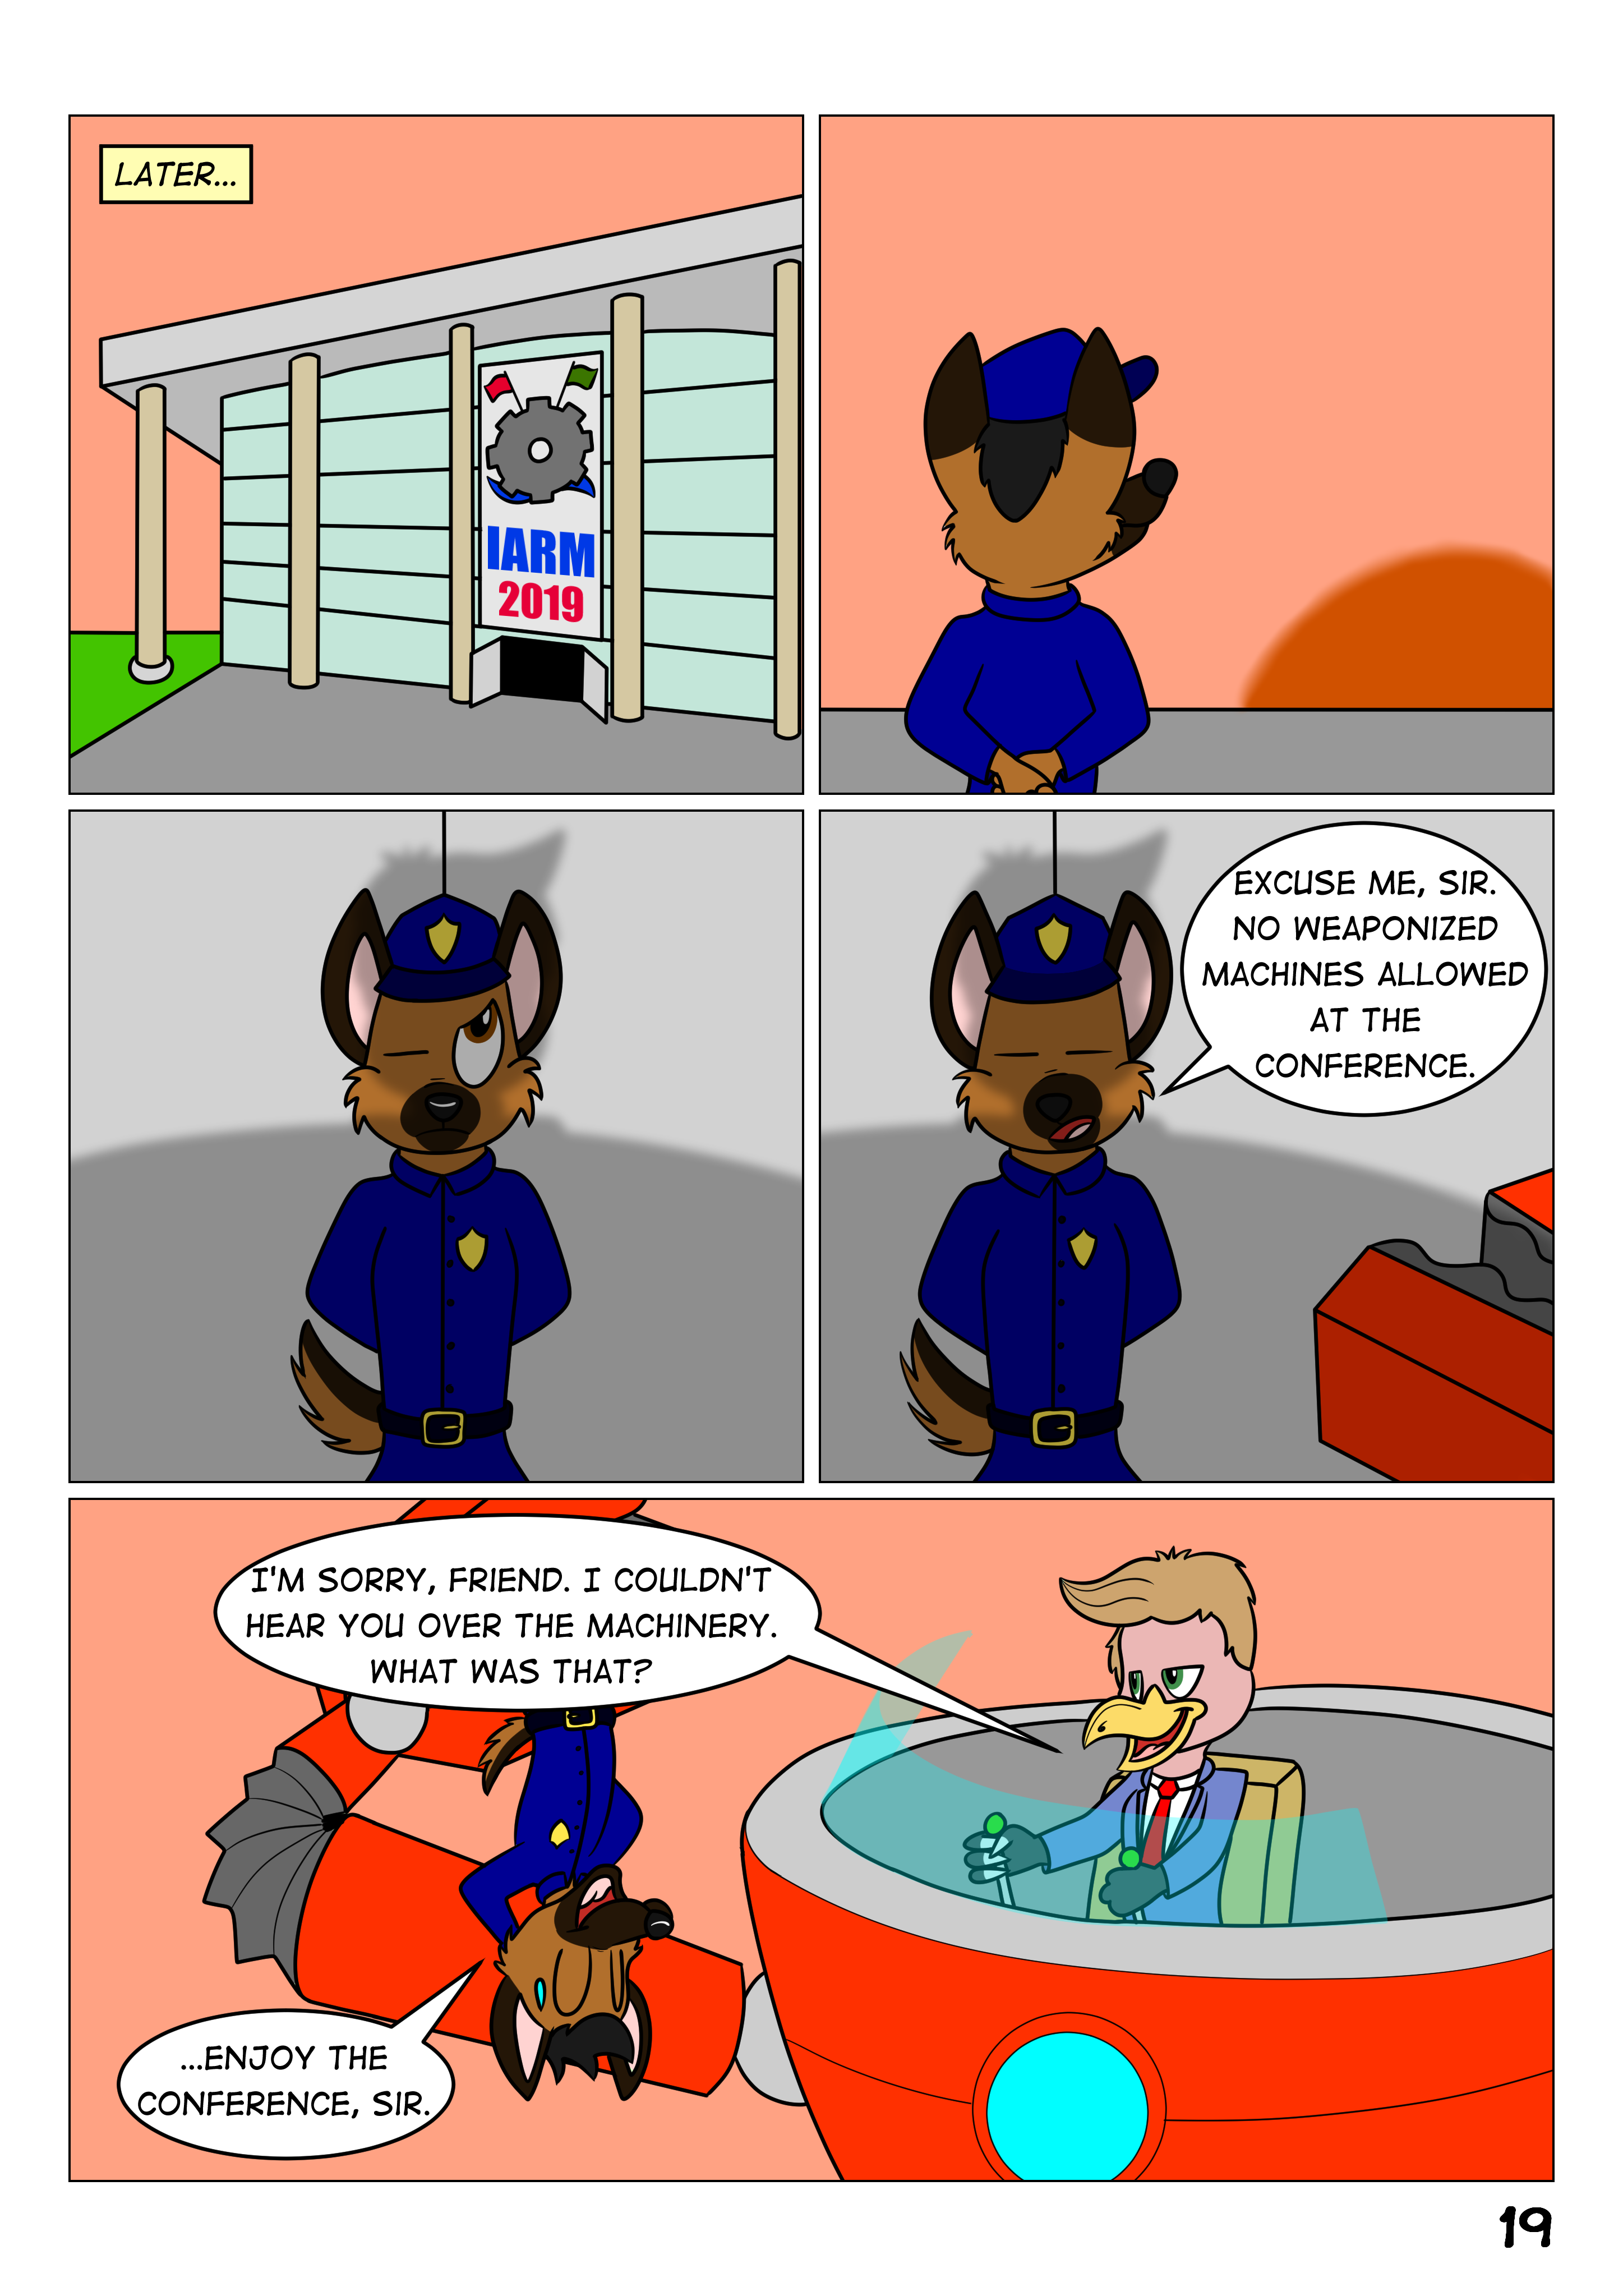 LATER...
IARM
2019
EXCUSE ME, SIR.
NO WEAPONIZED
MACHINES ALLOWED
AT THE
CONFERENCE.
I'M SORRY, FRIEND. I COULDN'T
HEAR YOU OVER THE MACHINERY.
WHAT WAS THAT?
...ENJOY THE
CONFERENCE, SIR.
19